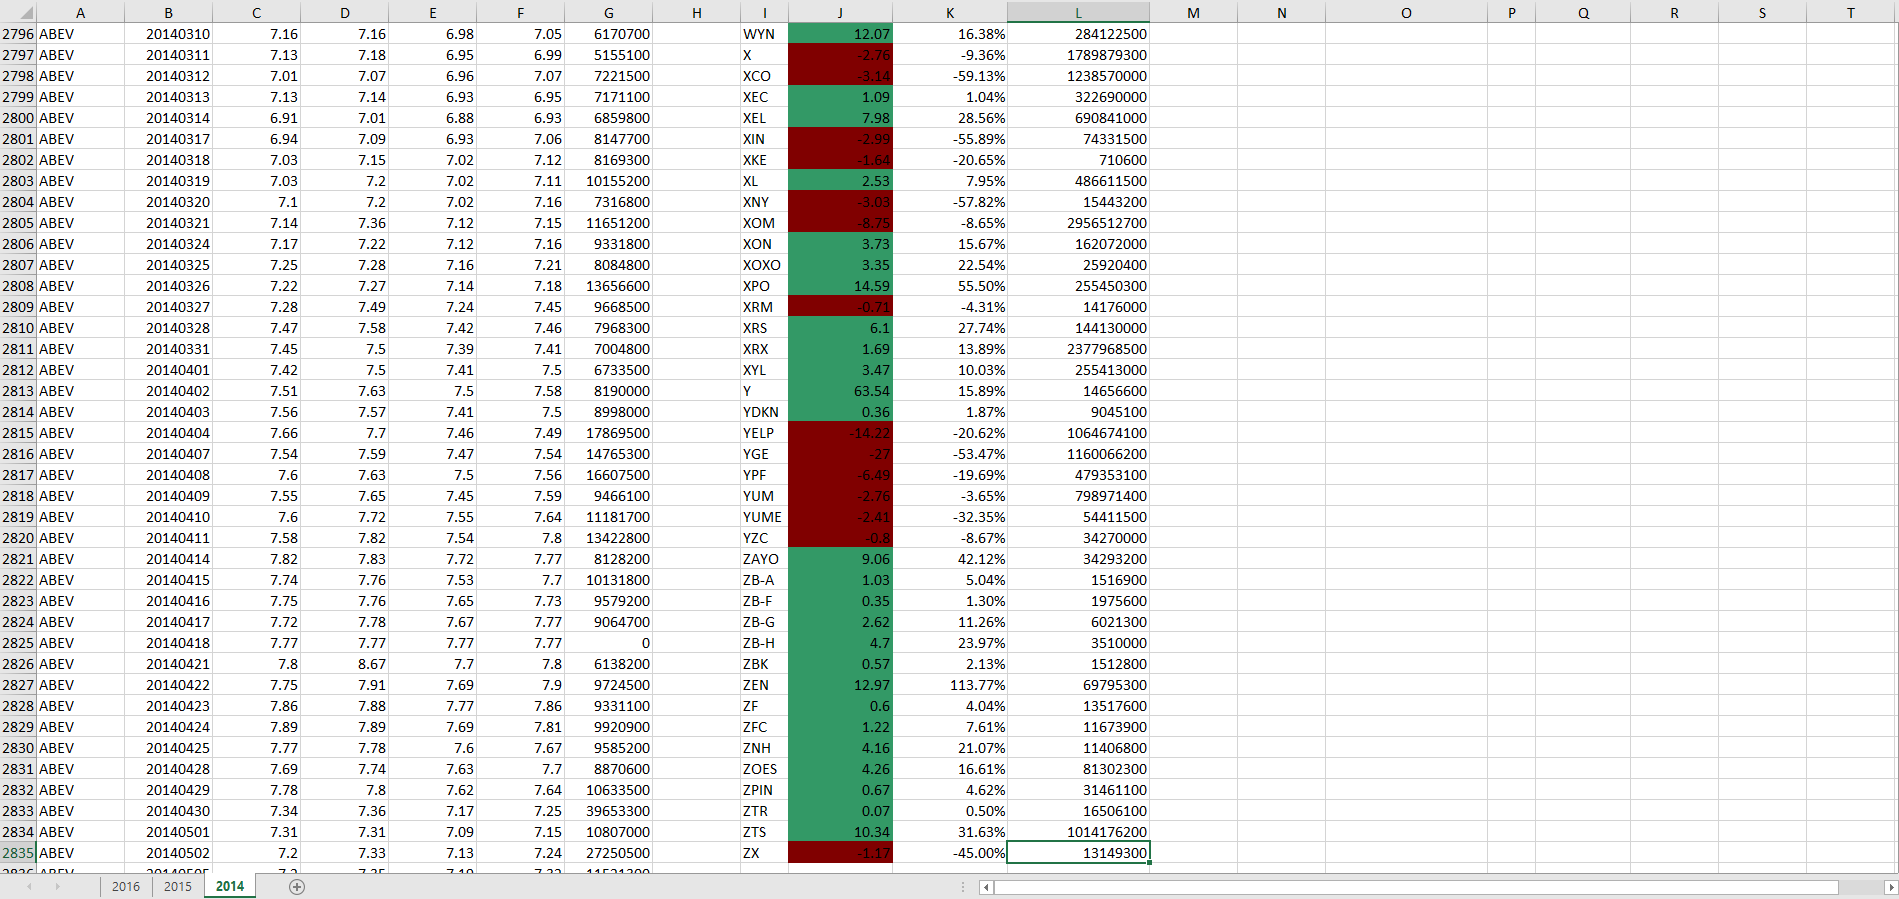 A B C D E F G H I J K L M N O P Q R S T
2796 ABEV 20140310 7.16 7.16 6.98 7.05 6170700 WYN 12.07 16.38% 284122500
2797 ABEV 20140311 7.13 7.18 6.95 6.99 5155100 X -2.76 -9.36% 1789879300
2798 ABEV 20140312 7.01 7.07 6.96 7.07 7221500 XCO -3.14 -59.13% 1238570000
2799 ABEV 20140313 7.13 7.14 6.93 6.95 7171100 XEC 1.09 1.04% 322690000
2800 ABEV 20140314 6.91 7.01 6.88 6.93 6859800 XEL 7.98 28.56% 690841000
2801 ABEV 20140317 6.94 7.09 6.93 7.06 8147700 XIN -2.99 -55.89% 74331500
2802 ABEV 20140318 7.03 7.15 7.02 7.12 8169300 XKE -1.64 -20.65% 710600
2803 ABEV 20140319 7.03 7.2 7.02 7.11 10155200 XL 2.53 7.95% 486611500
2804 ABEV 20140320 7.1 7.2 7.02 7.16 7316800 XNY -3.03 -57.82% 15443200
2805 ABEV 20140321 7.14 7.36 7.12 7.15 11651200 XOM -8.75 -8.65% 2956512700
2806 ABEV 20140324 7.17 7.22 7.12 7.16 9331800 XON 3.73 15.67% 162072000
2807 ABEV 20140325 7.25 7.28 7.16 7.21 8084800 XOXO 3.35 22.54% 25920400
2808 ABEV 20140326 7.22 7.27 7.14 7.18 13656600 XPO 14.59 55.50% 255450300
2809 ABEV 20140327 7.28 7.49 7.24 7.45 9668500 XRM -0.71 -4.31% 14176000
2810 ABEV 20140328 7.47 7.58 7.42 7.46 7968300 XRS 6.1 27.74% 144130000
2811 ABEV 20140331 7.45 7.5 7.39 7.41 7004800 XRX 1.69 13.89% 2377968500
2812 ABEV 20140401 7.42 7.5 7.41 7.5 6733500 XYL 3.47 10.03% 255413000
2813 ABEV 20140402 7.51 7.63 7.5 7.58 8190000 Y 63.54 15.89% 14656600
2814 ABEV 20140403 7.56 7.57 7.41 7.5 8998000 YDKN 0.36 1.87% 9045100
2815 ABEV 20140404 7.66 7.7 7.46 7.49 17869500 YELP -14.22 -20.62% 1064674100
2816 ABEV 20140407 7.54 7.59 7.47 7.54 14765300 YGE -27 -53.47% 1160066200
2817 ABEV 20140408 7.6 7.63 7.5 7.56 16607500 YPF -6.49 -19.69% 479353100
2818 ABEV 20140409 7.55 7.65 7.45 7.59 9466100 YUM -2.76 -3.65% 798971400
2819 ABEV 20140410 7.6 7.72 7.55 7.64 11181700 YUME -2.41 -32.35% 54411500
2820 ABEV 20140411 7.58 7.82 7.54 7.8 13422800 YZC -0.8 -8.67% 34270000
2821 ABEV 20140414 7.82 7.83 7.72 7.77 8128200 ZAYO 9.06 42.12% 34293200
2822 ABEV 20140415 7.74 7.76 7.53 7.7 10131800 ZB-A 1.03 5.04% 1516900
2823 ABEV 20140416 7.75 7.76 7.65 7.73 9579200 ZB-F 0.35 1.30% 1975600
2824 ABEV 20140417 7.72 7.78 7.67 7.77 9064700 ZB-G 2.62 11.26% 6021300
2825 ABEV 20140418 7.77 7.77 7.77 7.77 0 ZB-H 4.7 23.97% 3510000
2826 ABEV 20140421 7.8 8.67 7.7 7.8 6138200 ZBK 0.57 2.13% 1512800
2827 ABEV 20140422 7.75 7.91 7.69 7.9 9724500 ZEN 12.97 113.77% 69795300
2828 ABEV 20140423 7.86 7.88 7.77 7.86 9331100 ZF 0.6 4.04% 13517600
2829 ABEV 20140424 7.89 7.89 7.69 7.81 9920900 ZFC 1.22 7.61% 11673900
2830 ABEV 20140425 7.77 7.78 7.6 7.67 9585200 ZNH 4.16 21.07% 11406800
2831 ABEV 20140428 7.69 7.74 7.63 7.7 8870600 ZOES 4.26 16.61% 81302300
2832 ABEV 20140429 7.78 7.8 7.62 7.64 10633500 ZPIN 0.67 4.62% 31461100
2833 ABEV 20140430 7.34 7.36 7.17 7.25 39653300 ZTR 0.07 0.50% 16506100
2834 ABEV 20140501 7.31 7.31 7.09 7.15 10807000 ZTS 10.34 31.63% 1014176200
2835 ABEV 20140502 7.2 7.33 7.13 7.24 27250500 ZX -1.17 -45.00% 13149300
2016 2015 2014